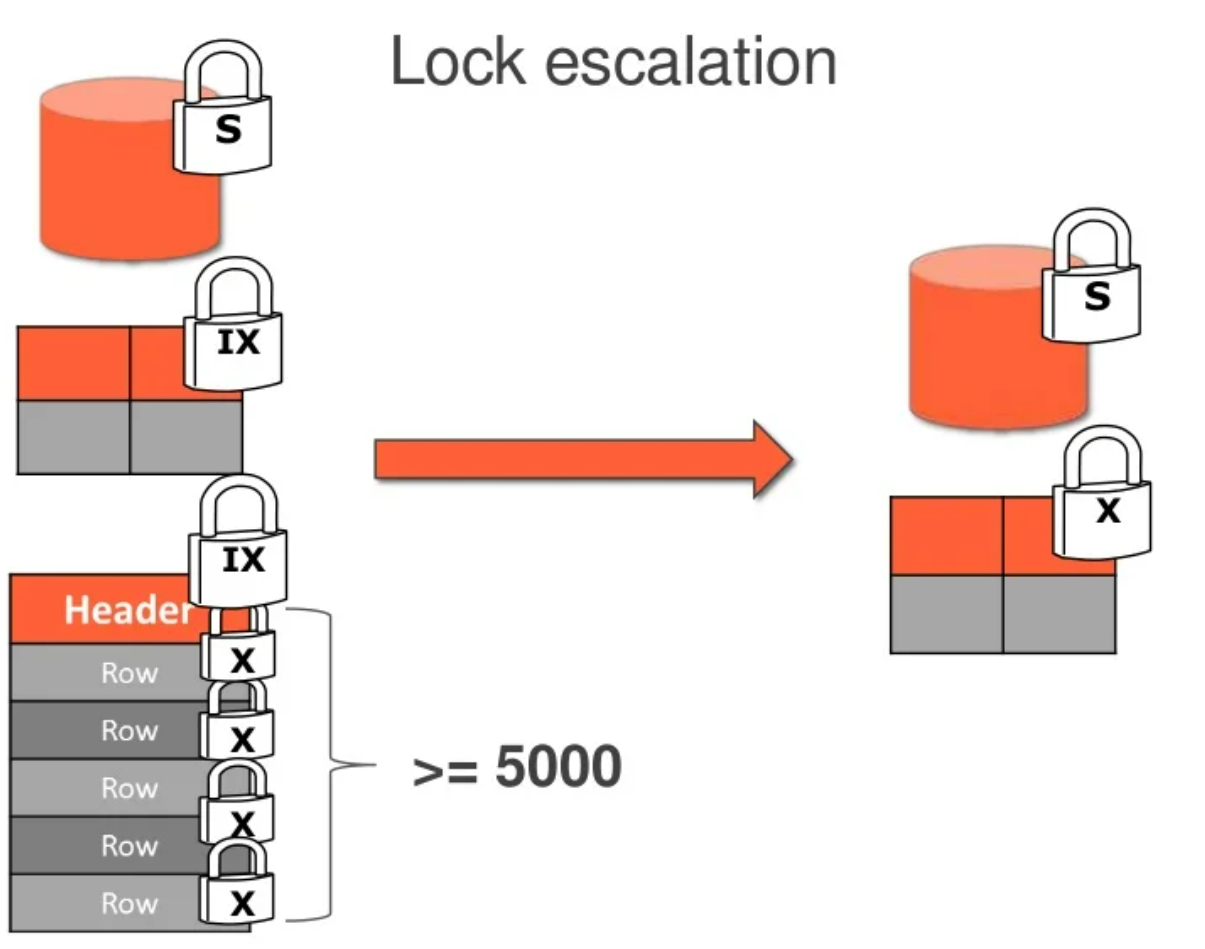 Lock escalation
S
IX
IX
Header
X
Row
X
Row
X
Row
Row
X
Row
>= 5000
S
X